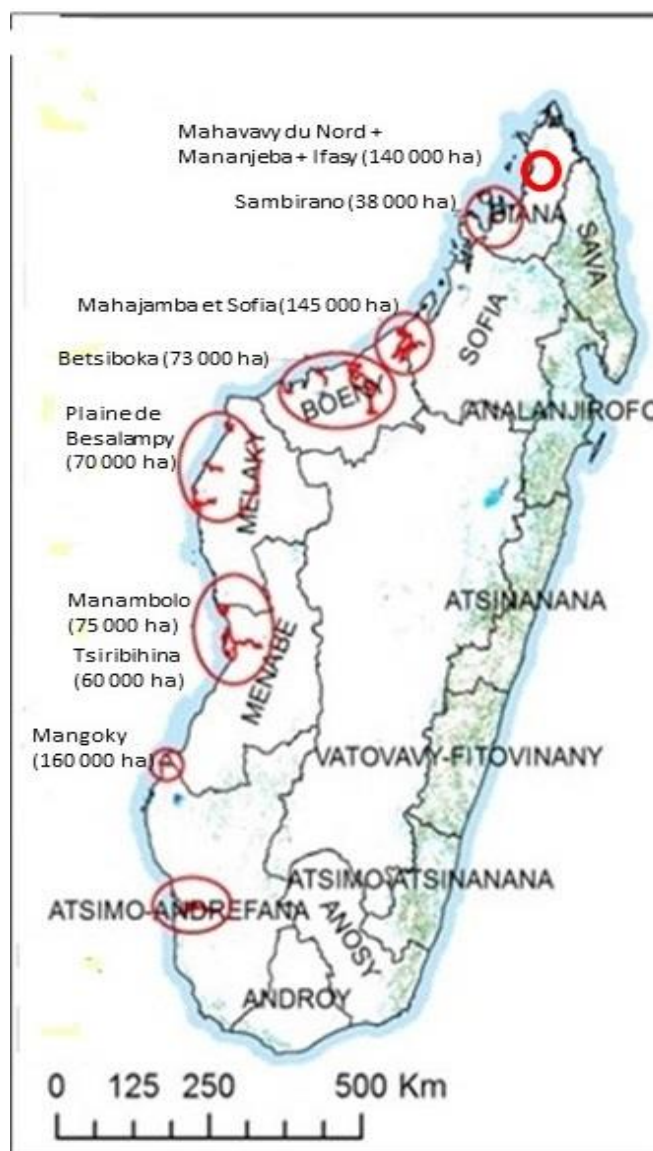 Mahavavy du Nord +
Mananjeba + Ifasy (140 000 ha)
Sambirano (38 000 ha)
DIANA
SAVA
Mahajamba et Sofia (145 000 ha)
SOFIA
Betsiboka (73 000 ha)
BOENY
ANALANJIROFO
Plaine de
Besalampy
(70 000 ha)
MELAKY
Manambolo
(75 000 ha)
ATSINANANA
Tsiribihina
(60 000 ha)
MENABE
Mangoky
(160 000 ha)
VATOVAVY-FITOVINANY
ATSIMO-ATSINANANA
ATSIMO-ANDREFANA
ANOSY
ANDROY
0 125 250 500 Km